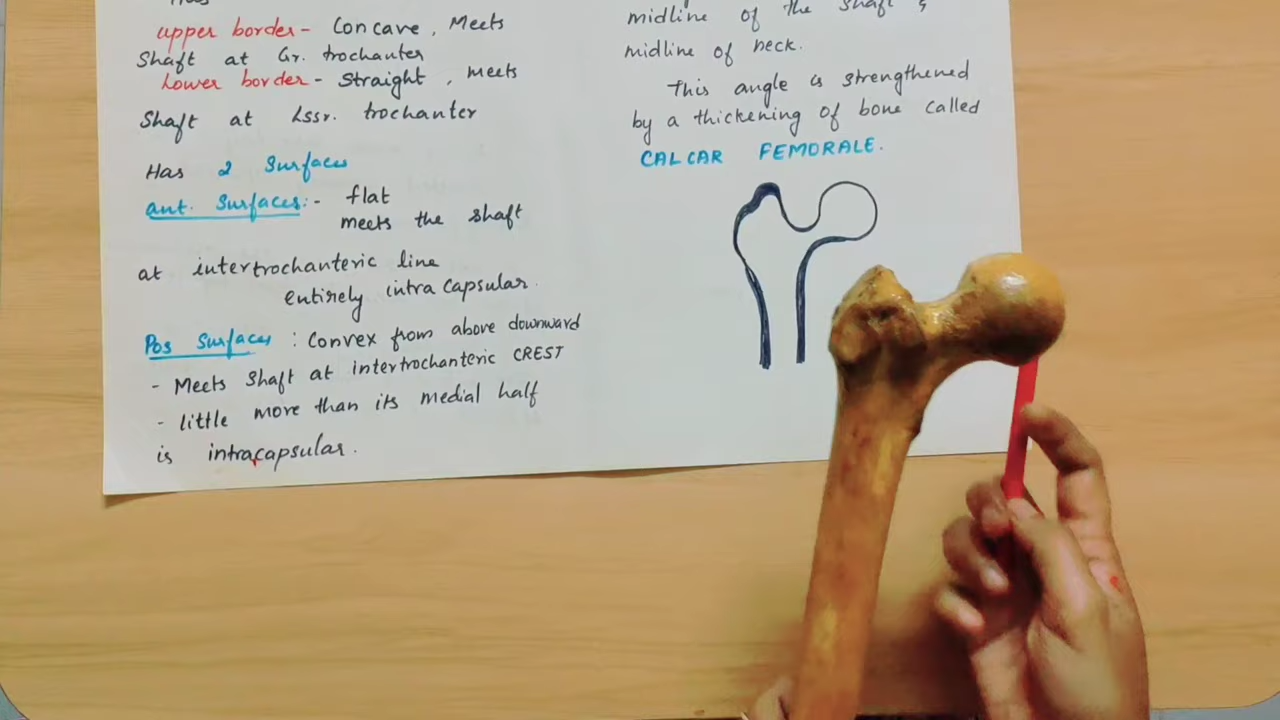 upper border - Concave, Meets
Shaft at Gr. trochanter
Lower border - Straight, meets
Shaft at Lssr. trochanter
Has 2 Surfaces
ant. Surfaces:- flat
meets the shaft
at intertrochanteric line
entirely intra capsular.
Pos Surfaces : Convex from above downward
- Meets Shaft at intertrochanteric CREST
- little more than its medial half
is intracapsular.
midline of the shaft &
midline of neck.
This angle is strengthened
by a thickening of bone called
CALCAR FEMORALE.